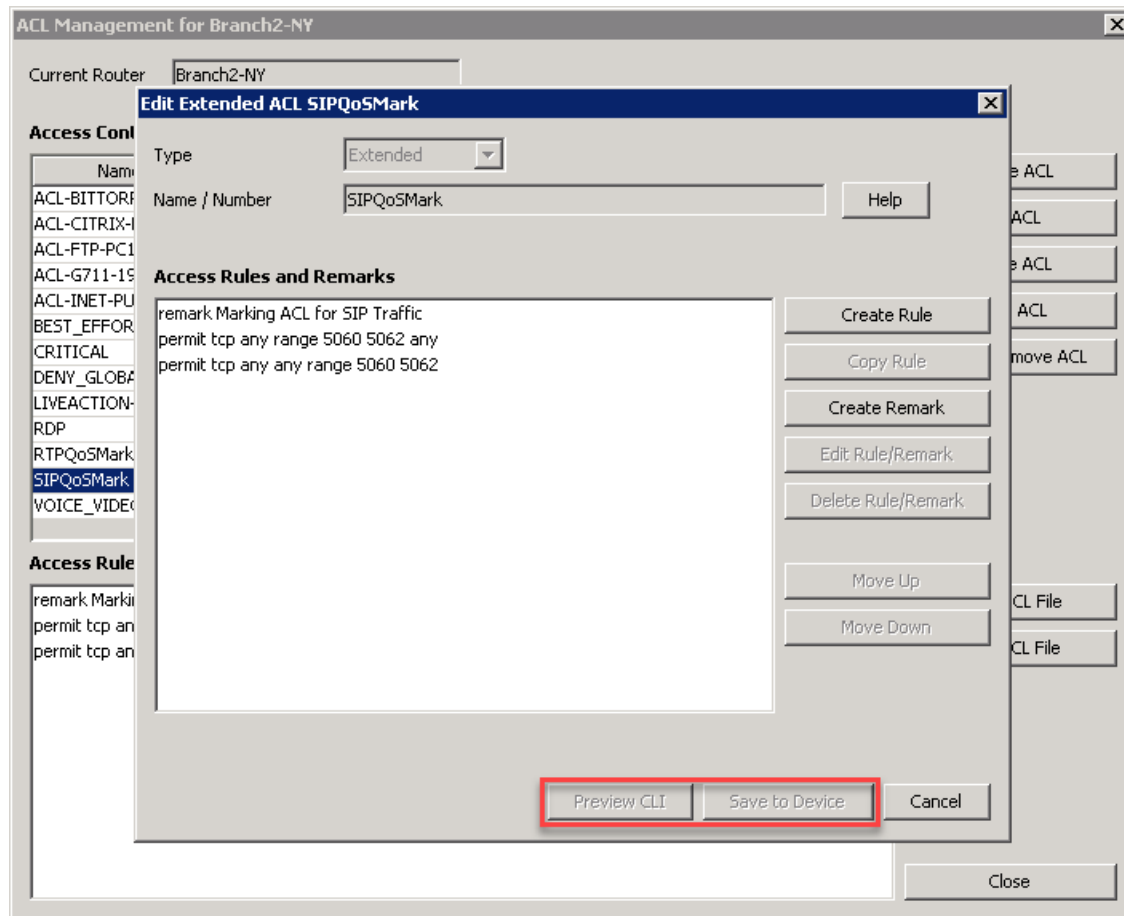 ACL Management for Branch2-NY
Current Router Branch2-NY
Edit Extended ACL SIPQoSMark
Type Extended
Name / Number SIPQoSMark Help
Access Rules and Remarks
remark Marking ACL for SIP Traffic
permit tcp any range 5060 5062 any
permit tcp any any range 5060 5062
Create Rule
Copy Rule
Create Remark
Edit Rule/Remark
Delete Rule/Remark
Move Up
Move Down
Preview CLI Save to Device Cancel
Access Cont
Nam
ACL-BITTOR
ACL-CITRIX-
ACL-FTP-PC1
ACL-G711-19
ACL-INET-PU
BEST_EFFOR
CRITICAL
DENY_GLOBA
LIVEACTION-
RDP
RTPQoSMark
SIPQoSMark
VOICE_VIDE
e ACL
ACL
e ACL
ACL
move ACL
Access Rule
remark Marki
permit tcp an
permit tcp an
CL File
CL File
Close